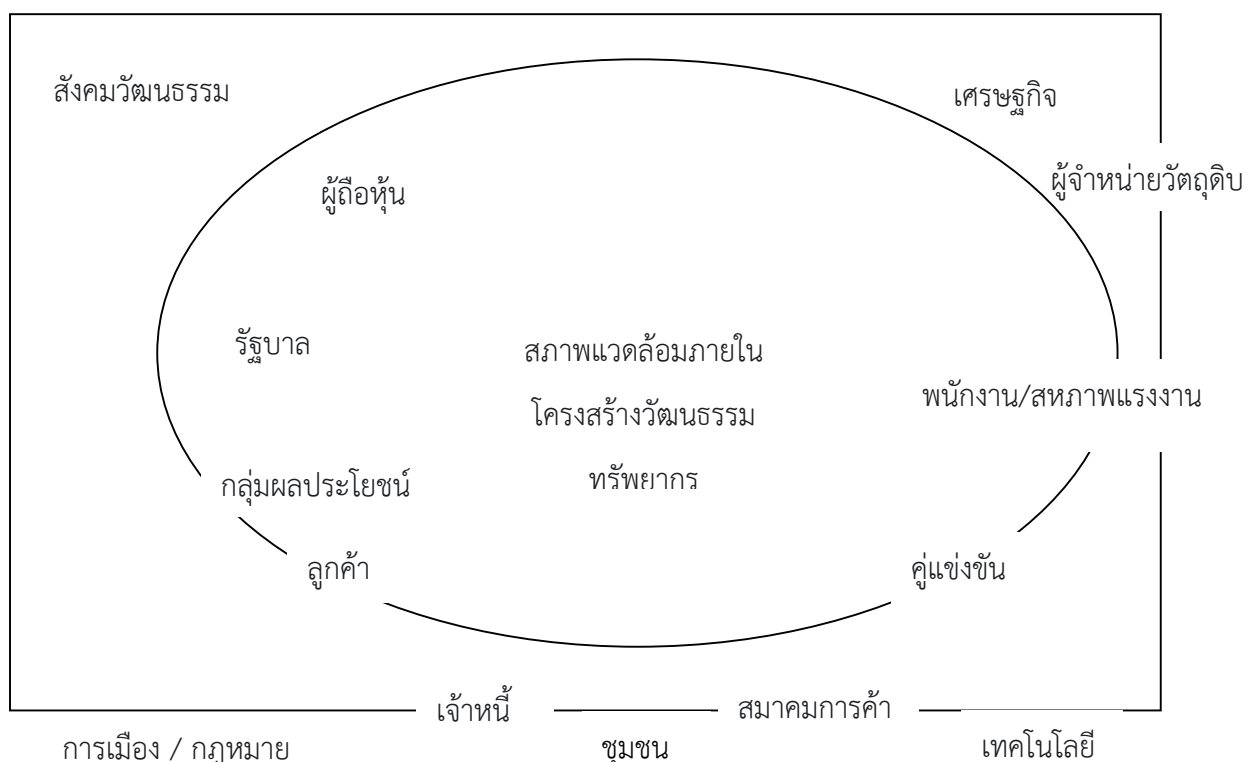 สังคมวัฒนธรรม
เศรษฐกิจ
ผู้จำหน่ายวัตถุดิบ
ผู้ถือหุ้น
รัฐบาล
สภาพแวดล้อมภายใน
พนักงาน/สหภาพแรงงาน
โครงสร้างวัฒนธรรม
กลุ่มผลประโยชน์
ทรัพยากร
ลูกค้า
คู่แข่งขัน
เจ้าหนี้
สมาคมการค้า
การเมือง / กฎหมาย
ชุมชน
เทคโนโลยี